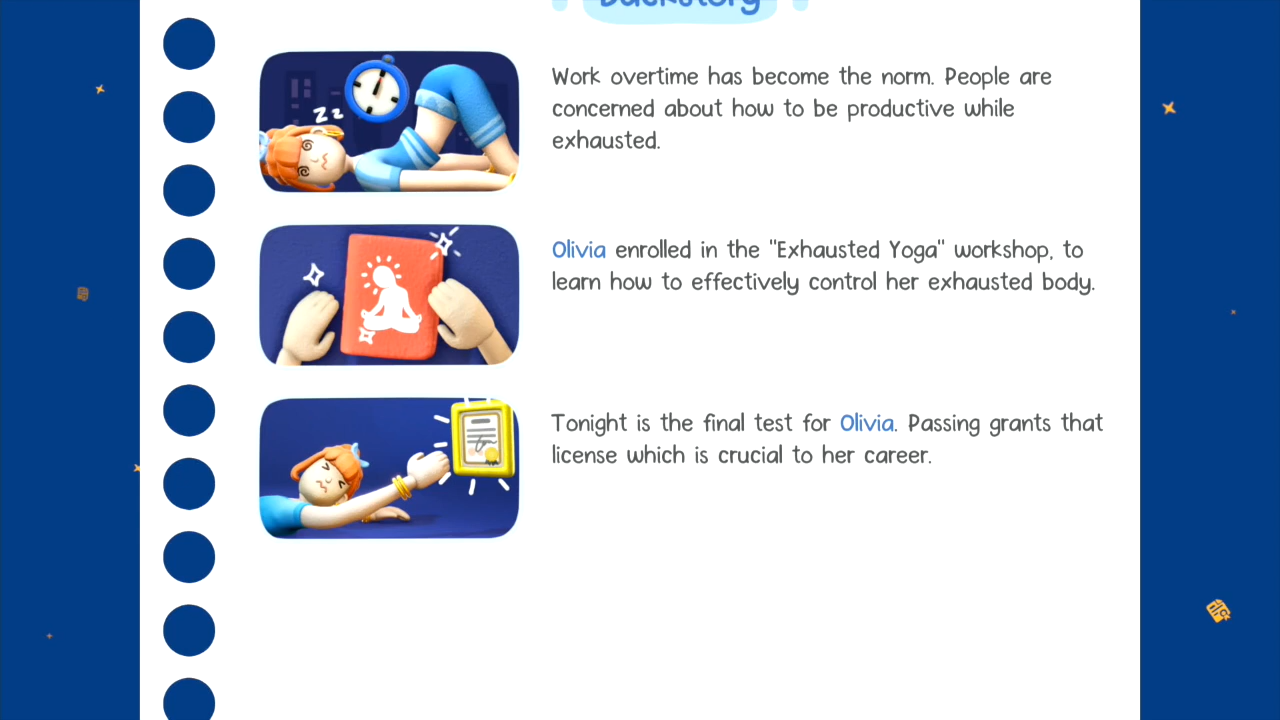 Backstory
Work overtime has become the norm. People are
concerned about how to be productive while
exhausted.
Zz
Olivia enrolled in the "Exhausted Yoga" workshop, to
learn how to effectively control her exhausted body.
Tonight is the final test for Olivia. Passing grants that
license which is crucial to her career.